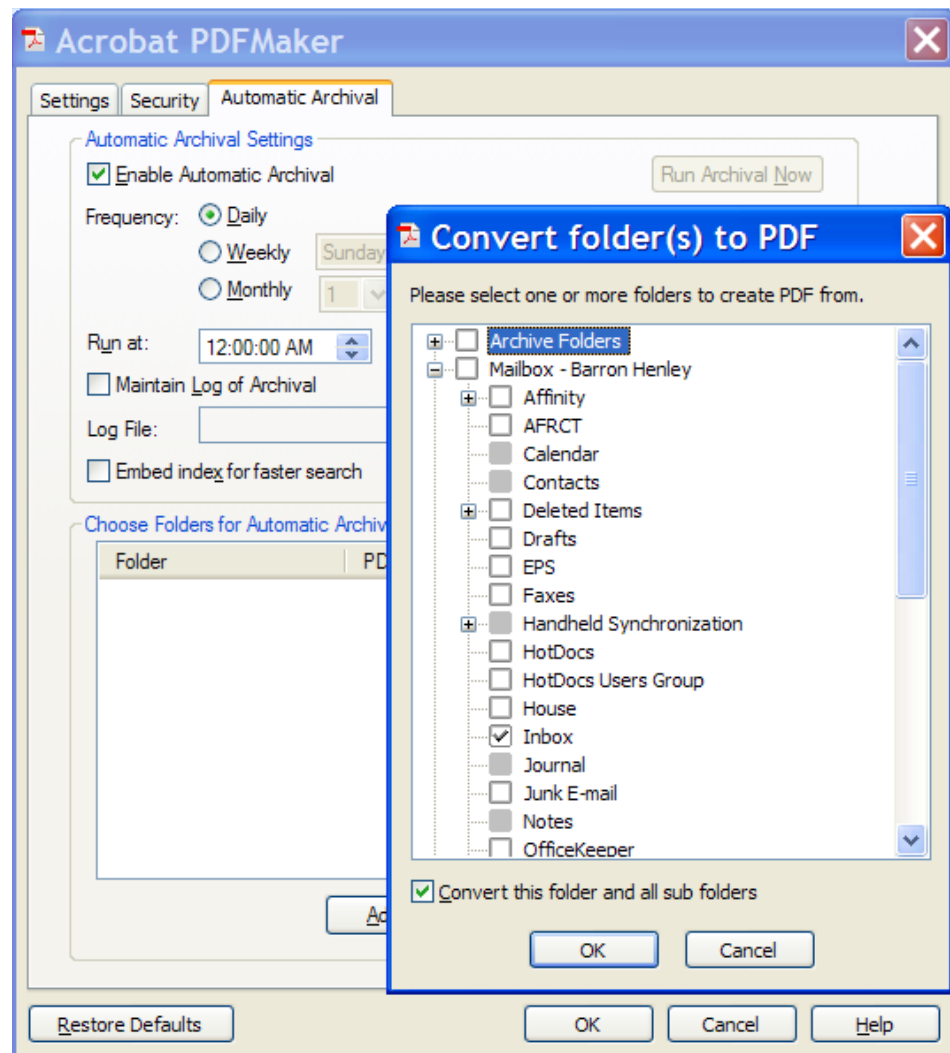 Acrobat PDFMaker
Settings Security Automatic Archival
Automatic Archival Settings
Enable Automatic Archival Run Archival Now
Frequency: Daily
Weekly Sunday
Monthly 1
Run at: 12:00:00 AM
Maintain Log of Archival
Log File:
Embed index for faster search
Choose Folders for Automatic Archiv
Folder PD
Ad
Convert folder(s) to PDF
Please select one or more folders to create PDF from.
Archive Folders
Mailbox - Barron Henley
Affinity
AFRCT
Calendar
Contacts
Deleted Items
Drafts
EPS
Faxes
Handheld Synchronization
HotDocs
HotDocs Users Group
House
Inbox
Journal
Junk E-mail
Notes
OfficeKeeper
Convert this folder and all sub folders
OK Cancel
Restore Defaults OK Cancel Help